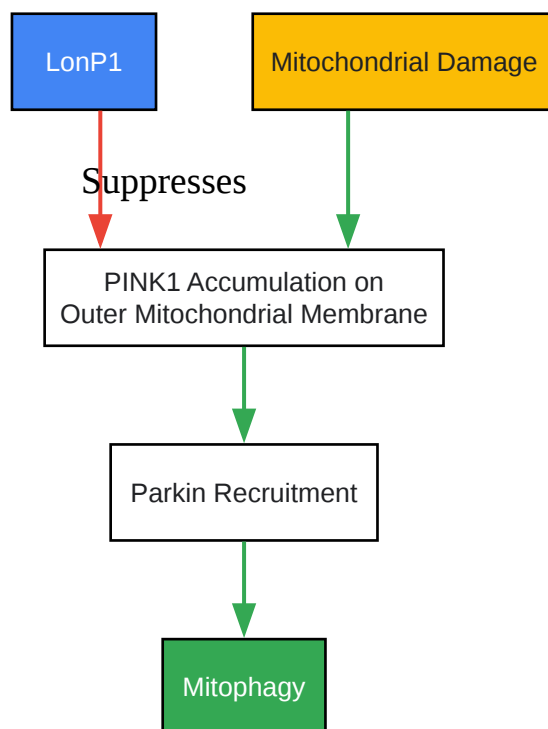 LonP1
Mitochondrial Damage
Suppresses
PINK1 Accumulation on
Outer Mitochondrial Membrane
Parkin Recruitment
Mitophagy